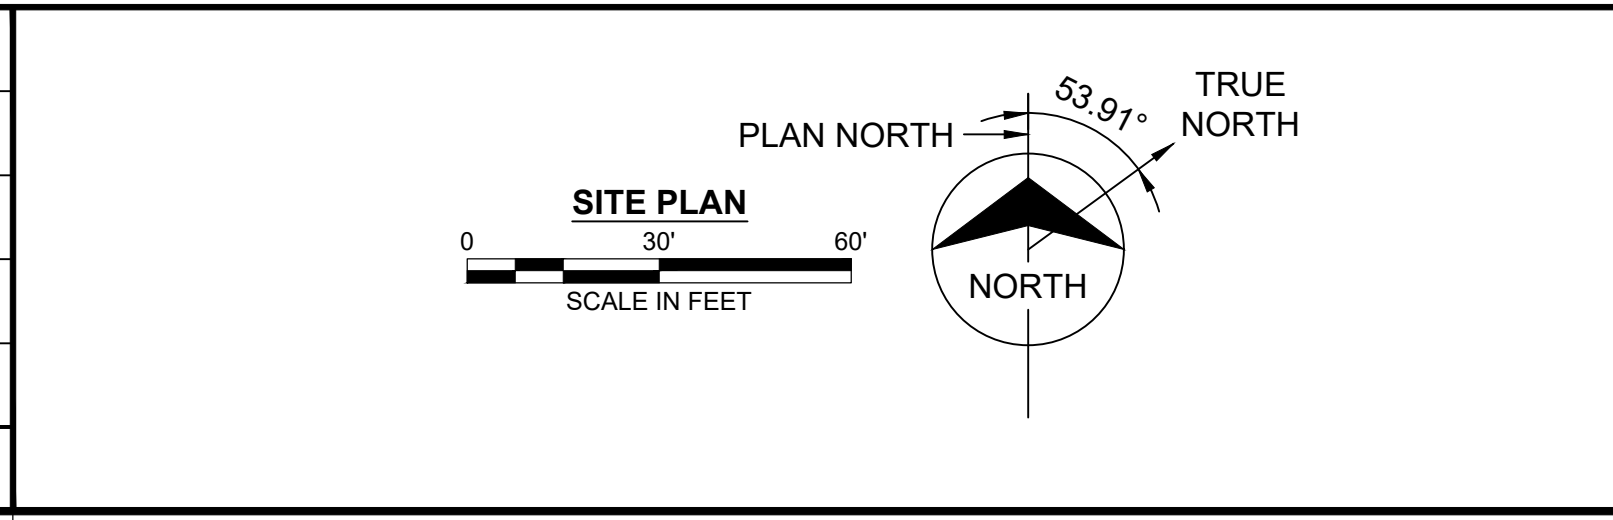 53.91°
TRUE
NORTH
PLAN NORTH
SITE PLAN
0 30' 60'
SCALE IN FEET
NORTH